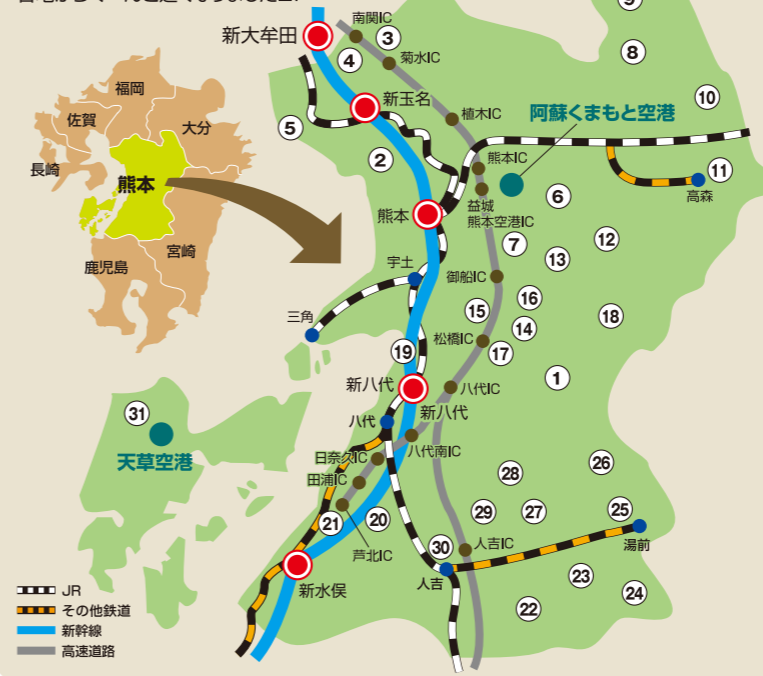 新大牟田
南関IC
③
④
菊水IC
⑧
⑩
福岡
佐賀
大分
長崎
熊本
宮崎
鹿児島
新玉名
植木IC
阿蘇くまもと空港
⑤
②
熊本IC
⑪
高森
熊本
益城
熊本空港IC
⑥
⑦
⑫
⑬
宇土
御船IC
三角
⑮
⑯
⑭
⑱
松橋IC
⑰
⑲
①
新八代
八代IC
新八代
八代
八代南IC
㉛
天草空港
日奈久IC
田浦IC
㉘
㉖
㉑
⑳
芦北IC
㉙
㉗
㉕
湯前
人吉IC
㉚
人吉
㉓
㉔
㉒
新水俣
JR
その他鉄道
新幹線
高速道路